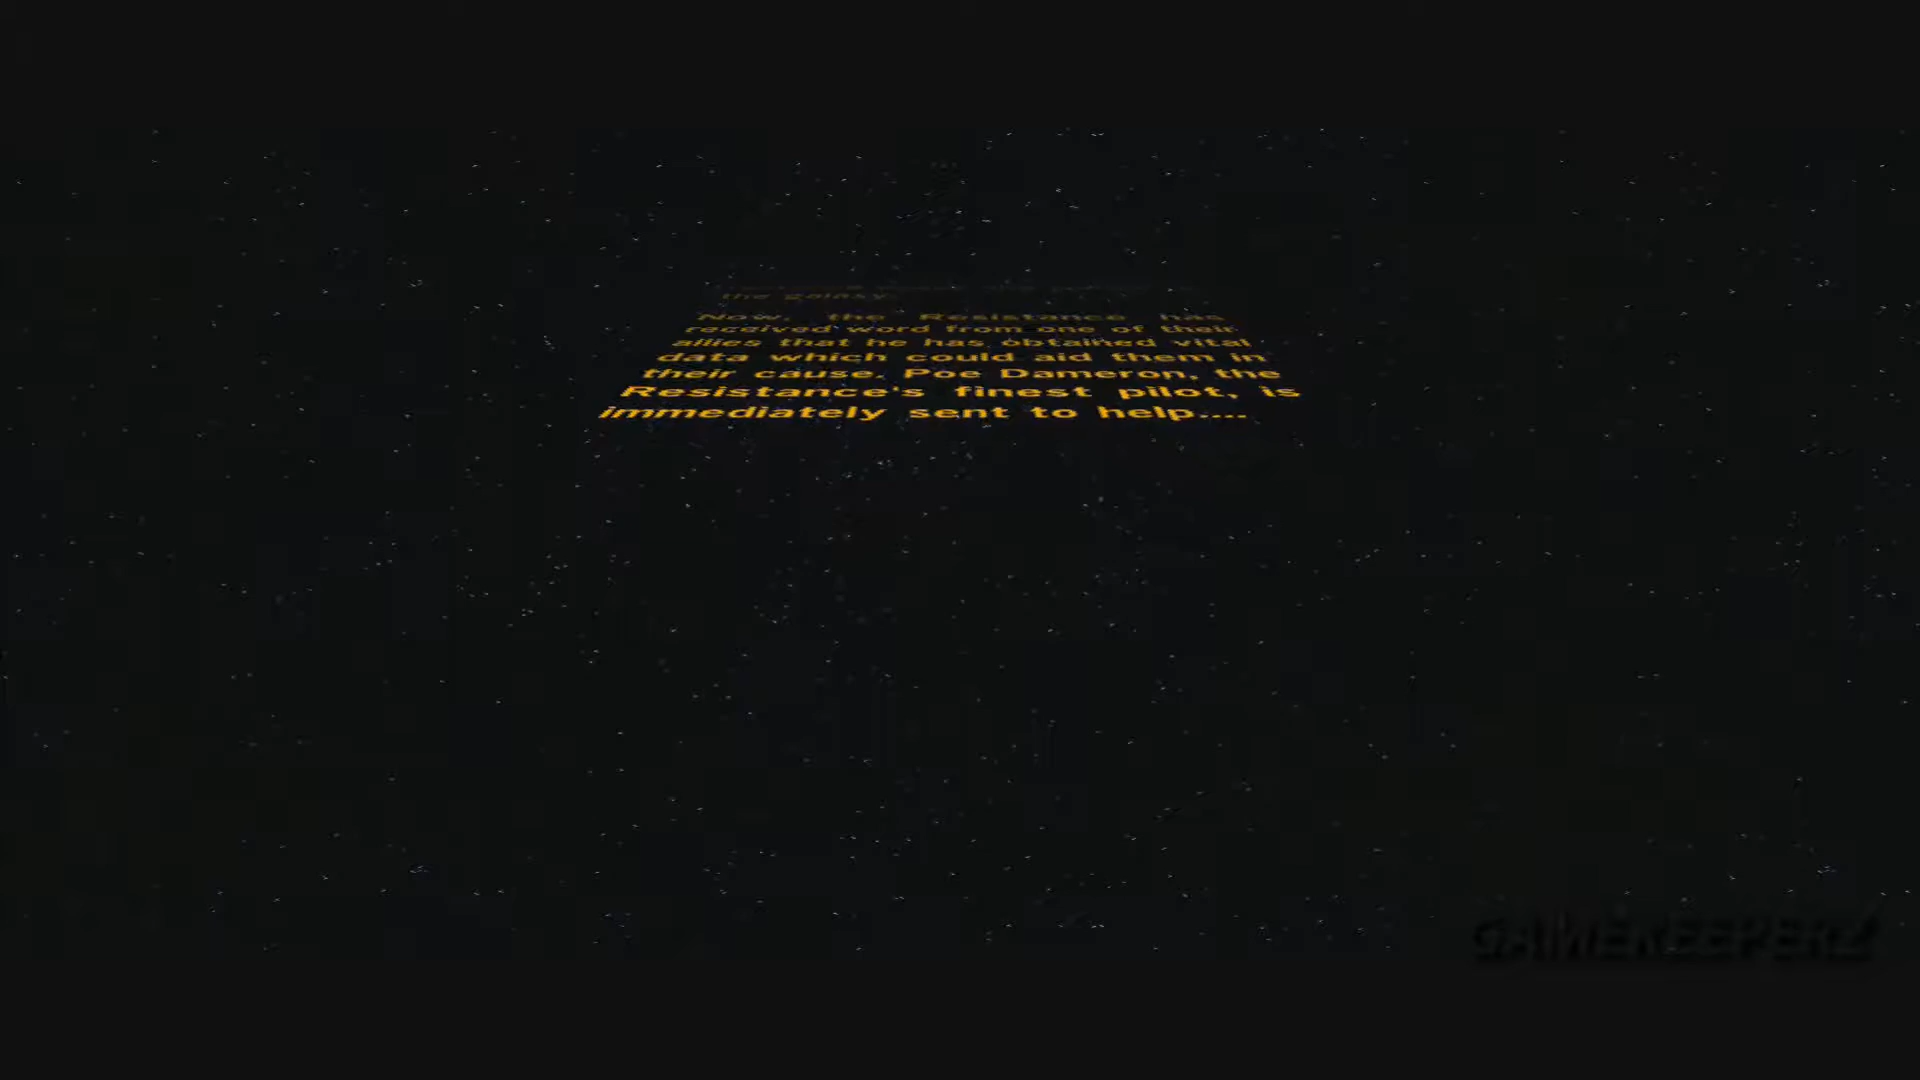 the galaxy.
Now, the Resistance has
received word from one of their
allies that he has obtained vital
data which could aid them in
their cause. Poe Dameron, the
Resistance's finest pilot, is
immediately sent to help....
GAMEKEEPERZ